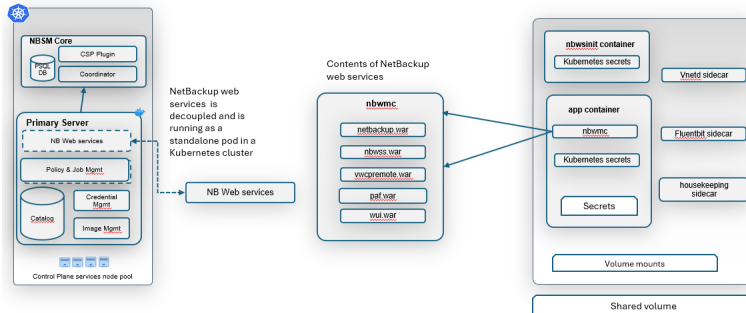 NBSM Core
PSQL
DB
CSP Plugin
Coordinator
Primary Server
NB Web services
Policy & Job Mgmt
Catalog
Credential
Mgmt
Image Mgmt
Control Plane services node pool
NetBackup web
services is
decoupled and is
running as a
standalone pod in a
Kubernetes cluster
NB Web services
Contents of NetBackup
web services
nbwmc
netbackup.war
nbwss.war
vwcpremote.war
paf.war
wui.war
nbwsinit container
Kubernetes secrets
app container
nbwmc
Kubernetes secrets
Secrets
Vnetd sidecar
Fluentbit sidecar
housekeeping
sidecar
Volume mounts
Shared volume